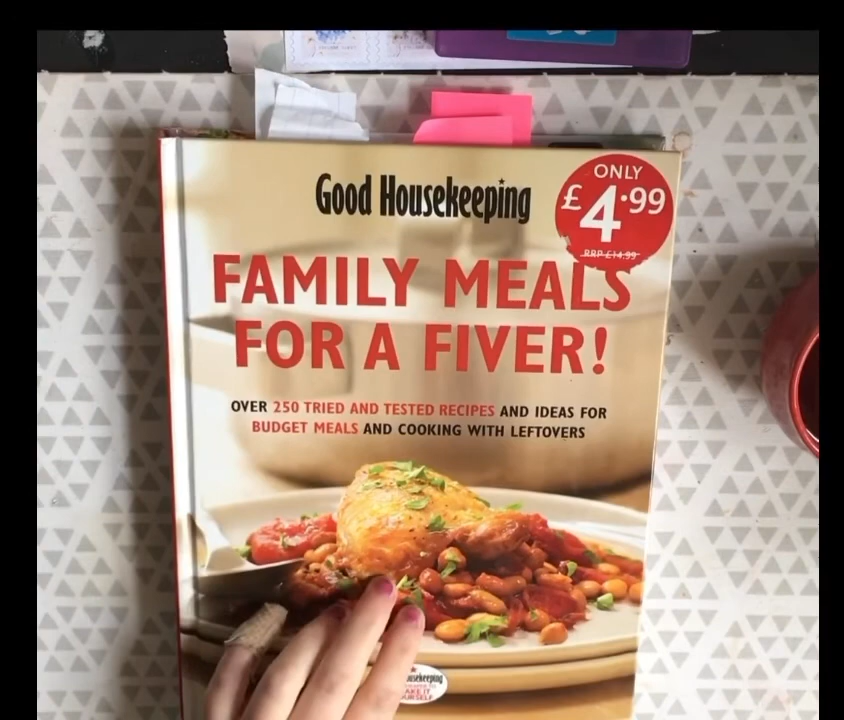 Good Housekeeping
ONLY
£4.99
RRP £14.99
FAMILY MEALS
FOR A FIVER!
OVER 250 TRIED AND TESTED RECIPES AND IDEAS FOR
BUDGET MEALS AND COOKING WITH LEFTOVERS